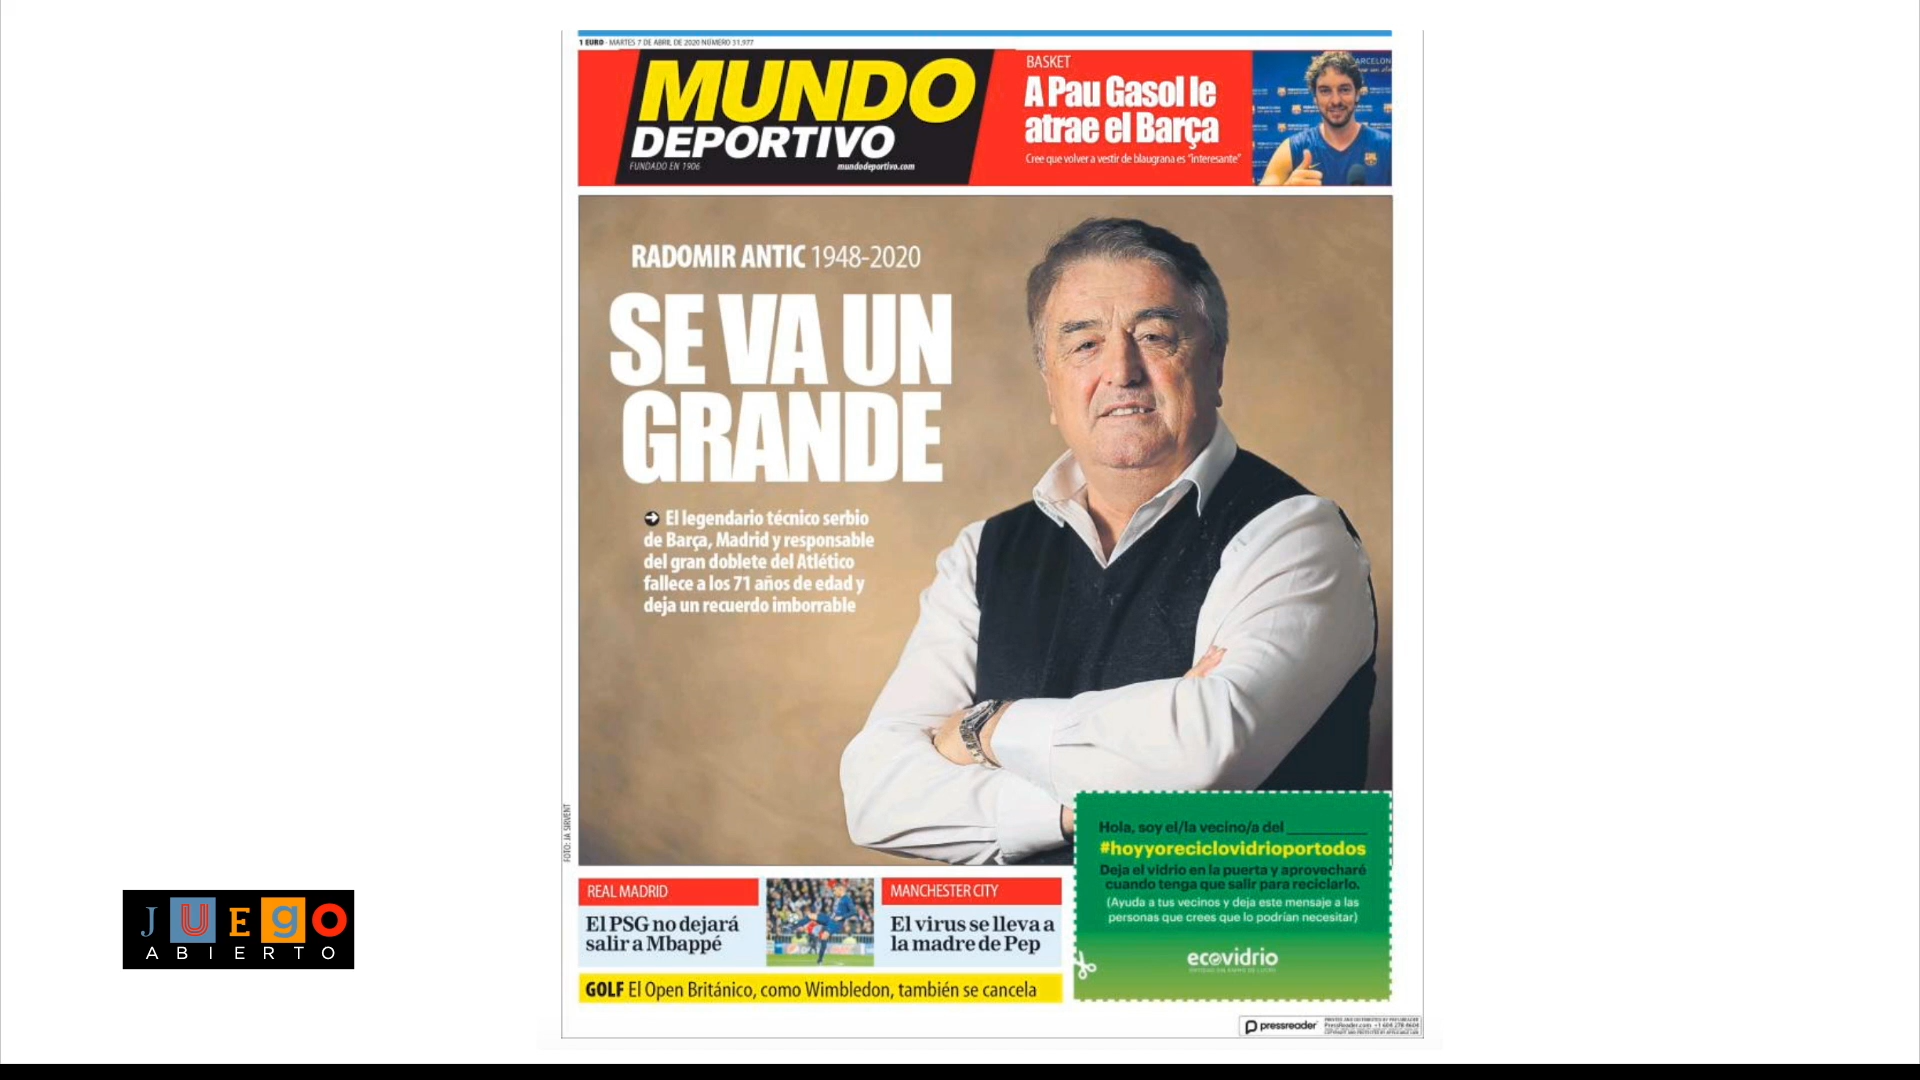 1 EURO - MARTES 7 DE ABRIL DE 2020 NÚMERO 31.977
MUNDO
DEPORTIVO
FUNDADO EN 1906
mundodeportivo.com
BASKET
A Pau Gasol le
atrae el Barça
Cree que volver a vestir de blaugrana es "interesante"
RADOMIR ANTIC 1948-2020
SE VA UN
GRANDE
El legendario técnico serbio
de Barça, Madrid y responsable
del gran doblete del Atlético
fallece a los 71 años de edad y
deja un recuerdo imborrable
FOTO: JA SIRVENT
REAL MADRID
El PSG no dejará
salir a Mbappé
MANCHESTER CITY
El virus se lleva a
la madre de Pep
GOLF El Open Británico, como Wimbledon, también se cancela
Hola, soy el/la vecino/a del
#hoyyoreciclovidrioportodos
Deja el vidrio en la puerta y aprovecharé
cuando tenga que salir para reciclarlo.
(Ayuda a tus vecinos y deja este mensaje a las
personas que crees que lo podrían necesitar)
ecovidrio
pressreader
JUEGO
ABIERTO